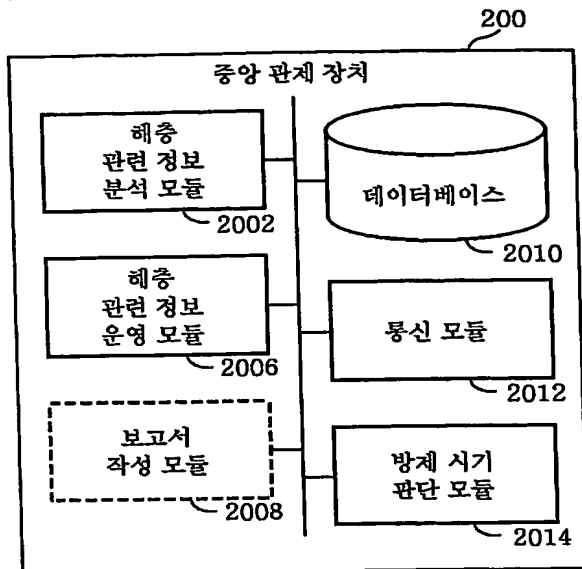 200
중앙 관제 장치
해충
관련 정보
분석 모듈
2002
데이터베이스
2010
해충
관련 정보
운영 모듈
2006
통신 모듈
2012
보고서
작성 모듈
2008
방제 시기
판단 모듈
2014